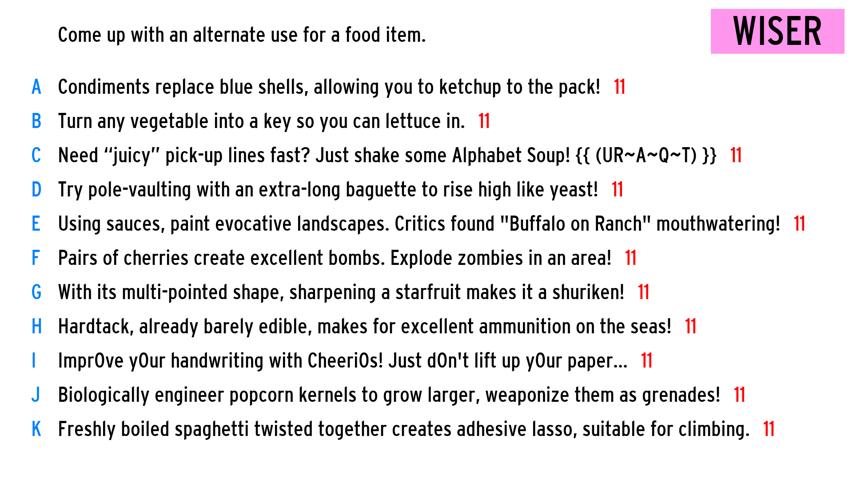 Come up with an alternate use for a food item.
WISER
A Condiments replace blue shells, allowing you to ketchup to the pack! 11
B Turn any vegetable into a key so you can lettuce in. 11
C Need “juicy” pick-up lines fast? Just shake some Alphabet Soup! {{ (UR~A~Q~T) }} 11
D Try pole-vaulting with an extra-long baguette to rise high like yeast! 11
E Using sauces, paint evocative landscapes. Critics found "Buffalo on Ranch" mouthwatering! 11
F Pairs of cherries create excellent bombs. Explode zombies in an area! 11
G With its multi-pointed shape, sharpening a starfruit makes it a shuriken! 11
H Hardtack, already barely edible, makes for excellent ammunition on the seas! 11
I Impr0ve y0ur handwriting with Cheeri0s! Just d0n't lift up y0ur paper... 11
J Biologically engineer popcorn kernels to grow larger, weaponize them as grenades! 11
K Freshly boiled spaghetti twisted together creates adhesive lasso, suitable for climbing. 11